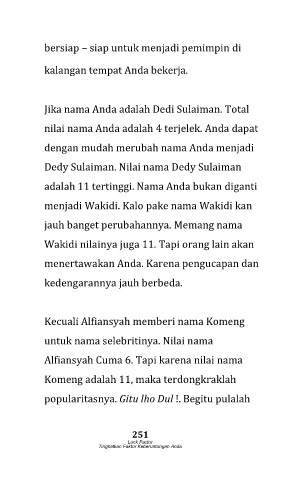 bersiap – siap untuk menjadi pemimpin di
kalangan tempat Anda bekerja.
Jika nama Anda adalah Dedi Sulaiman. Total
nilai nama Anda adalah 4 terjelek. Anda dapat
dengan mudah merubah nama Anda menjadi
Dedy Sulaiman. Nilai nama Dedy Sulaiman
adalah 11 tertinggi. Nama Anda bukan diganti
menjadi Wakidi. Kalo pake nama Wakidi kan
jauh banget perubahannya. Memang nama
Wakidi nilainya juga 11. Tapi orang lain akan
menertawakan Anda. Karena pengucapan dan
kedengarannya jauh berbeda.
Kecuali Alfiansyah memberi nama Komeng
untuk nama selebritinya. Nilai nama
Alfiansyah Cuma 6. Tapi karena nilai nama
Komeng adalah 11, maka terdongkraklah
popularitasnya. Gitu lho Dul !. Begitu pulalah
251
Luck Factor
Tingkatkan Faktor Keberuntungan Anda